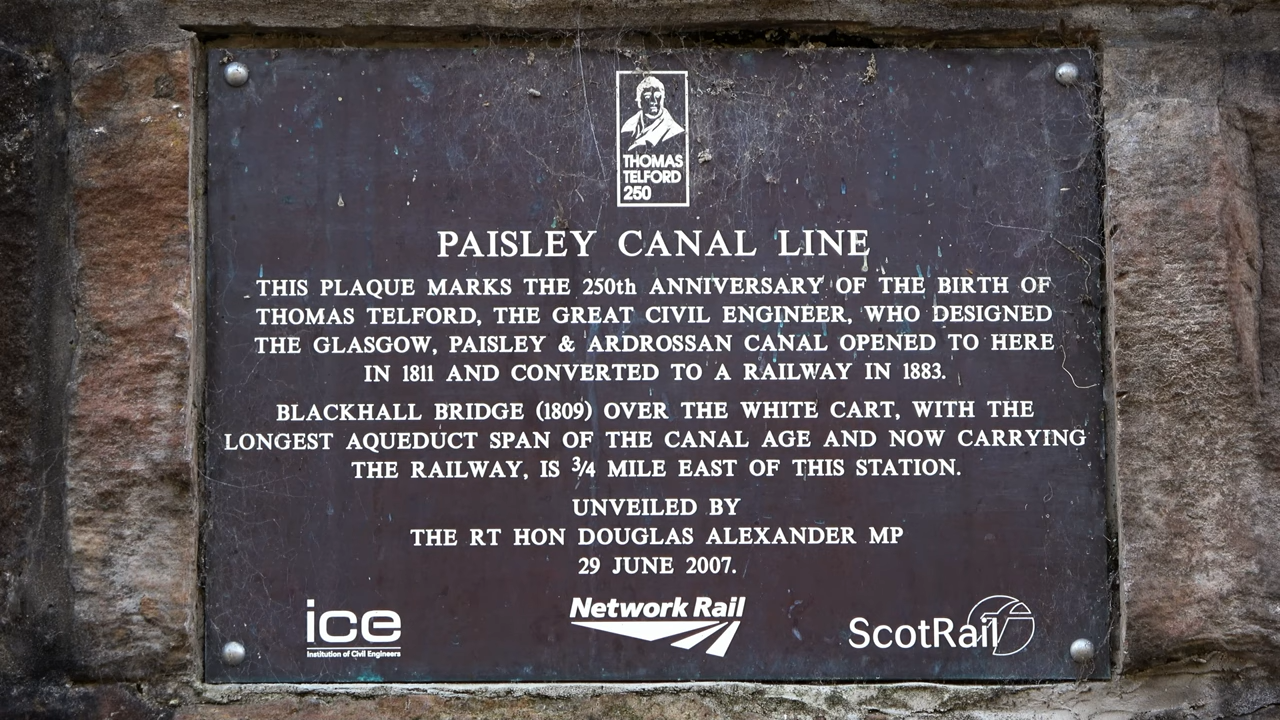 THOMAS
TELFORD
250
PAISLEY CANAL LINE
THIS PLAQUE MARKS THE 250th ANNIVERSARY OF THE BIRTH OF
THOMAS TELFORD, THE GREAT CIVIL ENGINEER, WHO DESIGNED
THE GLASGOW, PAISLEY & ARDROSSAN CANAL OPENED TO HERE
IN 1811 AND CONVERTED TO A RAILWAY IN 1883.
BLACKHALL BRIDGE (1809) OVER THE WHITE CART, WITH THE
LONGEST AQUEDUCT SPAN OF THE CANAL AGE AND NOW CARRYING
THE RAILWAY, IS 3/4 MILE EAST OF THIS STATION.
UNVEILED BY
THE RT HON DOUGLAS ALEXANDER MP
29 JUNE 2007.
ice
Institution of Civil Engineers
Network Rail
ScotRail